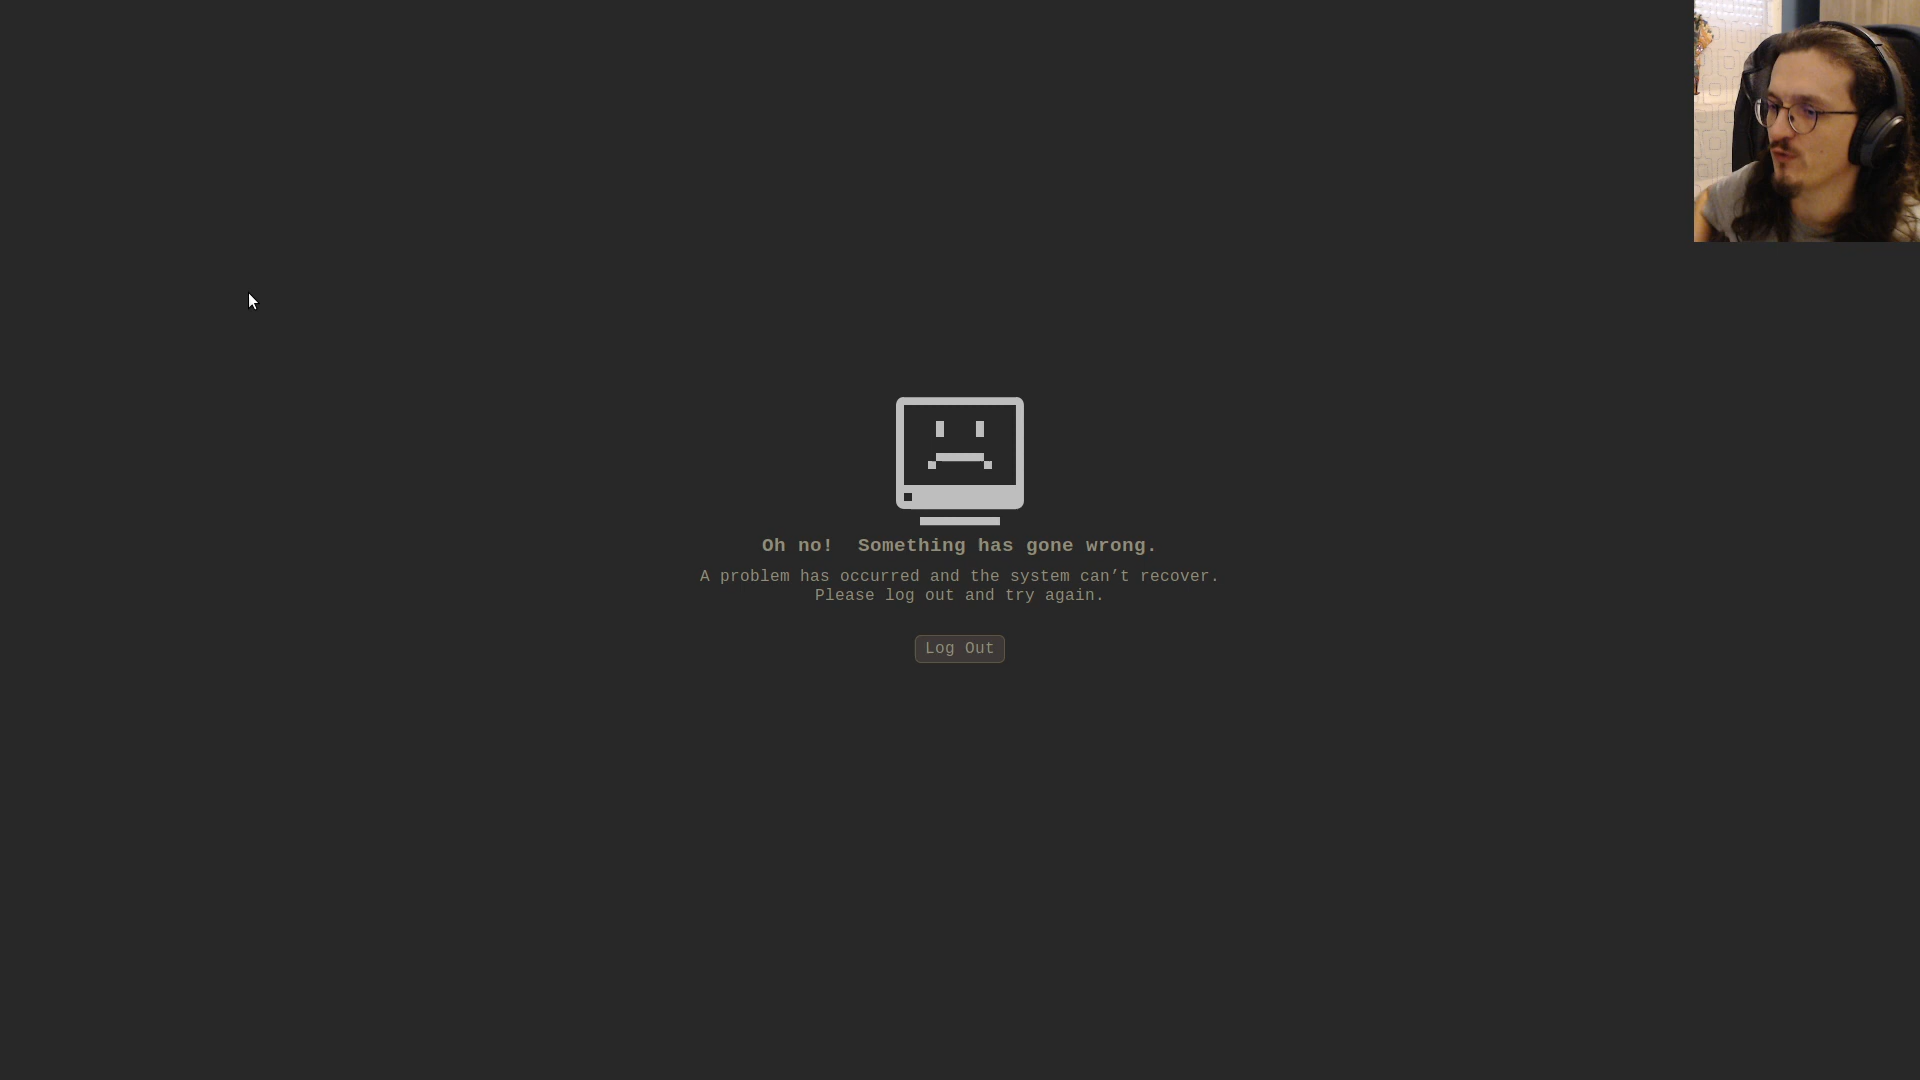 Oh no!  Something has gone wrong.
A problem has occurred and the system can’t recover.
Please log out and try again.
Log Out